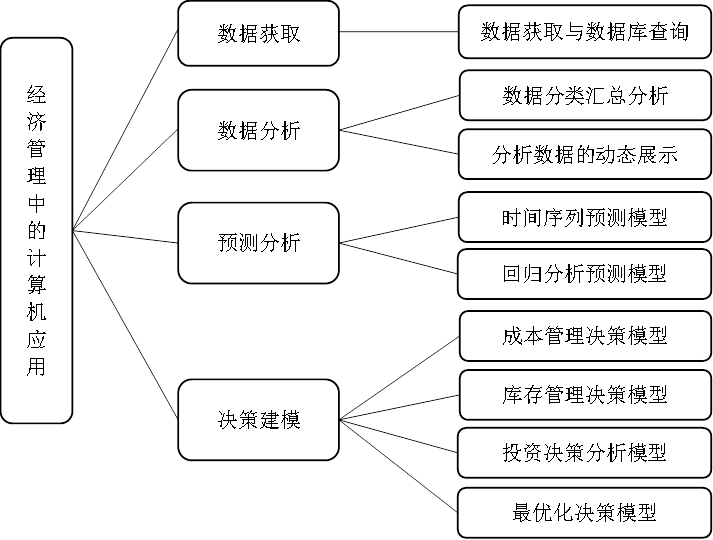 经济管理中的计算机应用
数据获取
数据获取与数据库查询
数据分析
数据分类汇总分析
分析数据的动态展示
预测分析
时间序列预测模型
回归分析预测模型
决策建模
成本管理决策模型
库存管理决策模型
投资决策分析模型
最优化决策模型